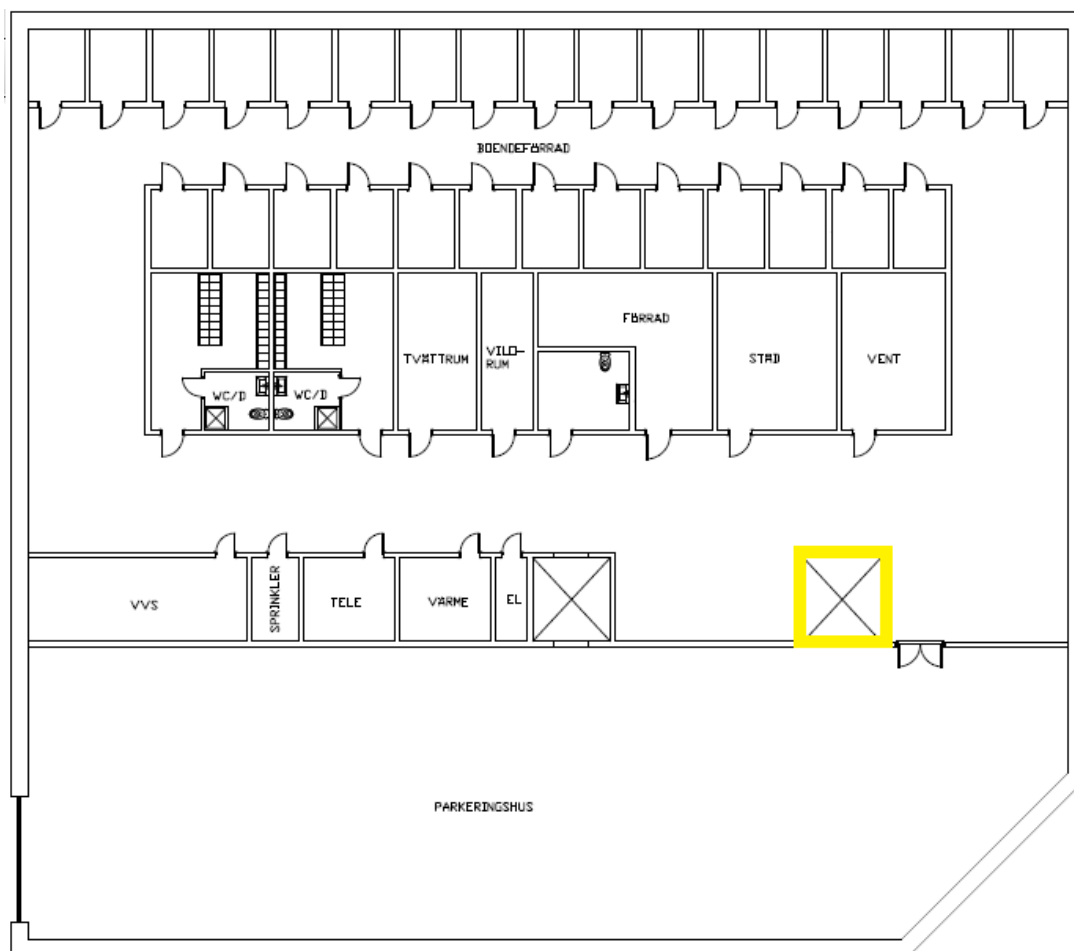 BOENDEFÖRRAD
FÖRRAD
TVÄTTRUM
VILO-
RUM
STÄD
VENT
WC/D
WC/D
VVS
SPRINKLER
TELE
VÄRME
EL
PARKERINGSHUS